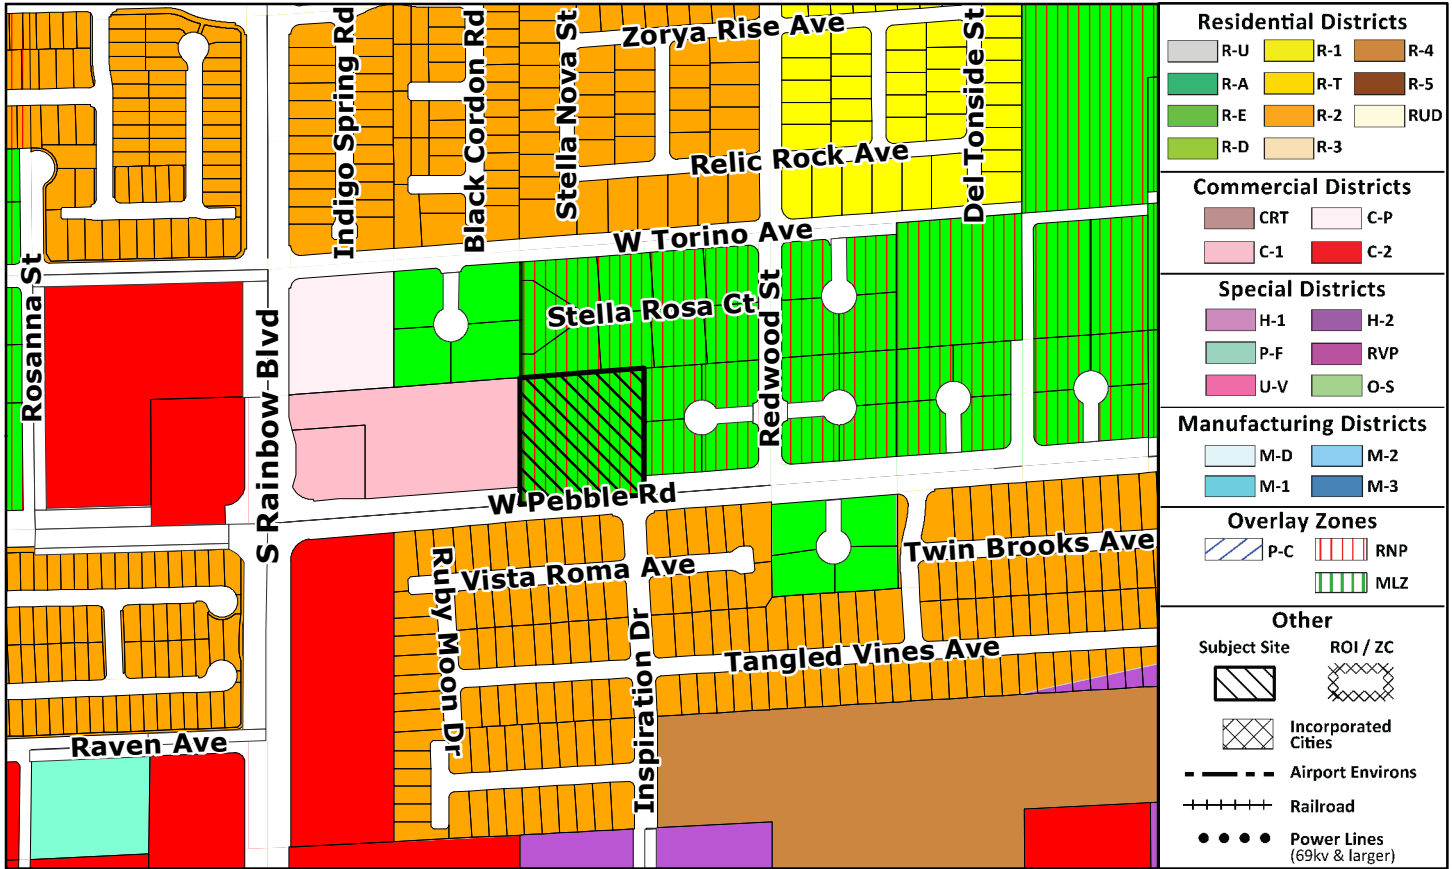 Zorya Rise Ave
Indigo Spring Rd
Black Cordon Rd
Stella Nova St
Del Tonside St
Relic Rock Ave
W Torino Ave
Rosanna St
S Rainbow Blvd
Stella Rosa Ct
Redwood St
W Pebble Rd
Ruby Moon Dr
Vista Roma Ave
Twin Brooks Ave
Inspiration Dr
Tangled Vines Ave
Raven Ave
Residential Districts
R-U R-1 R-4
R-A R-T R-5
R-E R-2 RUD
R-D R-3
Commercial Districts
CRT C-P
C-1 C-2
Special Districts
H-1 H-2
P-F RVP
U-V O-S
Manufacturing Districts
M-D M-2
M-1 M-3
Overlay Zones
P-C RNP
MLZ
Other
Subject Site ROI / ZC
Incorporated
Cities
Airport Environs
Railroad
Power Lines
(69kv & larger)